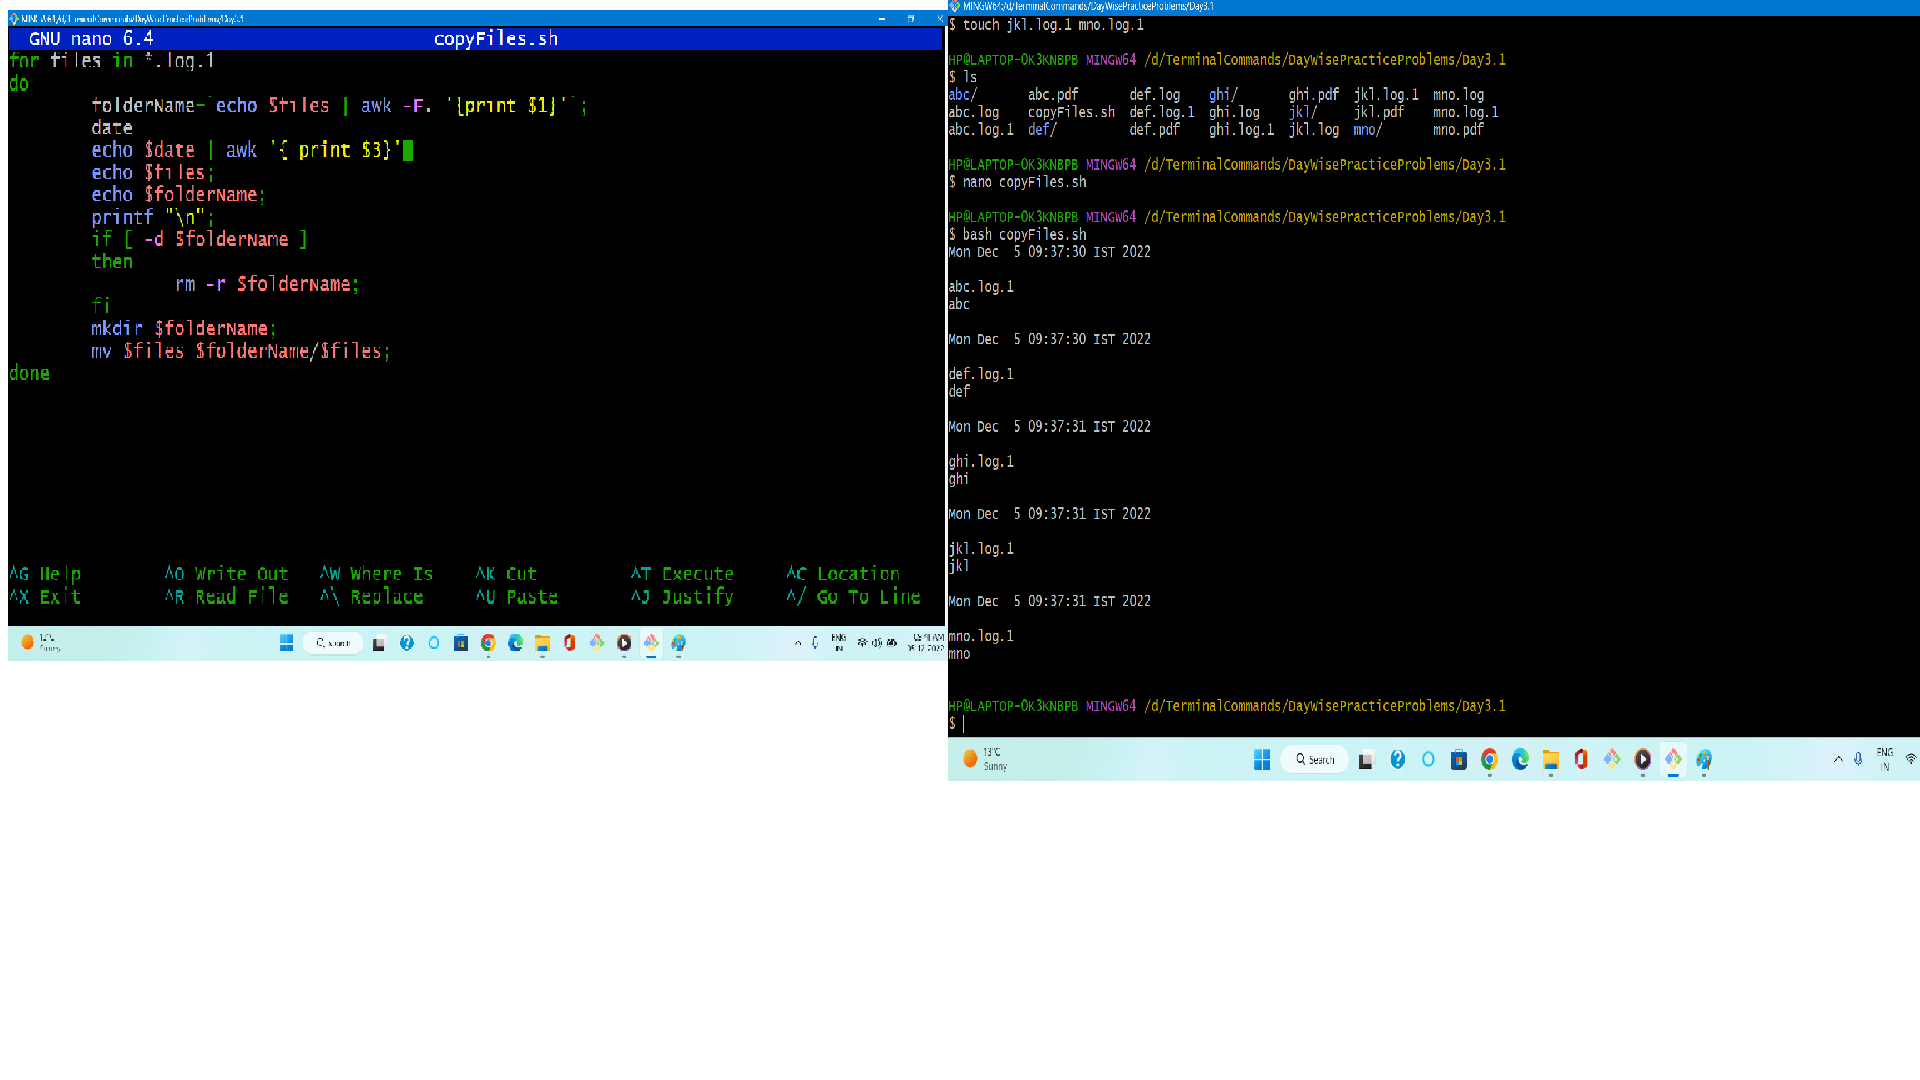 MINGW64:/d/TerminalCommands/DayWisePracticeProblems/Day3.1
GNU nano 6.4 copyFiles.sh
for files in *.log.1
do
folderName=`echo $files | awk -F. '{print $1}'`;
date
echo $date | awk '{ print $3}'
echo $files;
echo $folderName;
printf "\n";
if [ -d $folderName ]
then
rm -r $folderName;
fi
mkdir $folderName;
mv $files $folderName/$files;
done
^G Help ^O Write Out ^W Where Is ^K Cut ^T Execute ^C Location
^X Exit ^R Read File ^\ Replace ^U Paste ^J Justify ^/ Go To Line
Sunny
Search
ENG
IN
05-12-2022
MINGW64:/d/TerminalCommands/DayWisePracticeProblems/Day3.1
$ touch jkl.log.1 mno.log.1
HP@LAPTOP-OK3KNBPB MINGW64 /d/TerminalCommands/DayWisePracticeProblems/Day3.1
$ ls
abc/ abc.pdf def.log ghi/ ghi.pdf jkl.log.1 mno.log
abc.log copyFiles.sh def.log.1 ghi.log jkl/ jkl.pdf mno.log.1
abc.log.1 def/ def.pdf ghi.log.1 jkl.log mno/ mno.pdf
HP@LAPTOP-OK3KNBPB MINGW64 /d/TerminalCommands/DayWisePracticeProblems/Day3.1
$ nano copyFiles.sh
HP@LAPTOP-OK3KNBPB MINGW64 /d/TerminalCommands/DayWisePracticeProblems/Day3.1
$ bash copyFiles.sh
Mon Dec  5 09:37:30 IST 2022
abc.log.1
abc
Mon Dec  5 09:37:30 IST 2022
def.log.1
def
Mon Dec  5 09:37:31 IST 2022
ghi.log.1
ghi
Mon Dec  5 09:37:31 IST 2022
jkl.log.1
jkl
Mon Dec  5 09:37:31 IST 2022
mno.log.1
mno
HP@LAPTOP-OK3KNBPB MINGW64 /d/TerminalCommands/DayWisePracticeProblems/Day3.1
$
13°C
Sunny
Search
ENG
IN